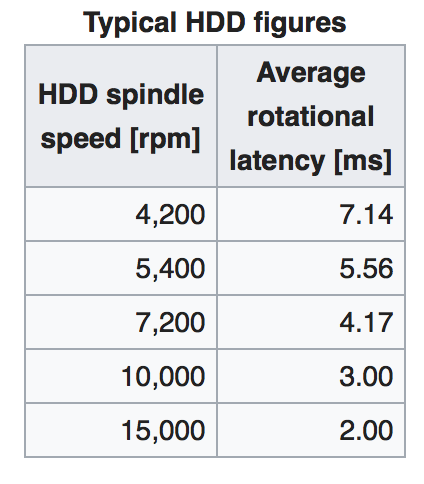 Typical HDD figures
HDD spindle
speed [rpm]
Average
rotational
latency [ms]
4,200 7.14
5,400 5.56
7,200 4.17
10,000 3.00
15,000 2.00